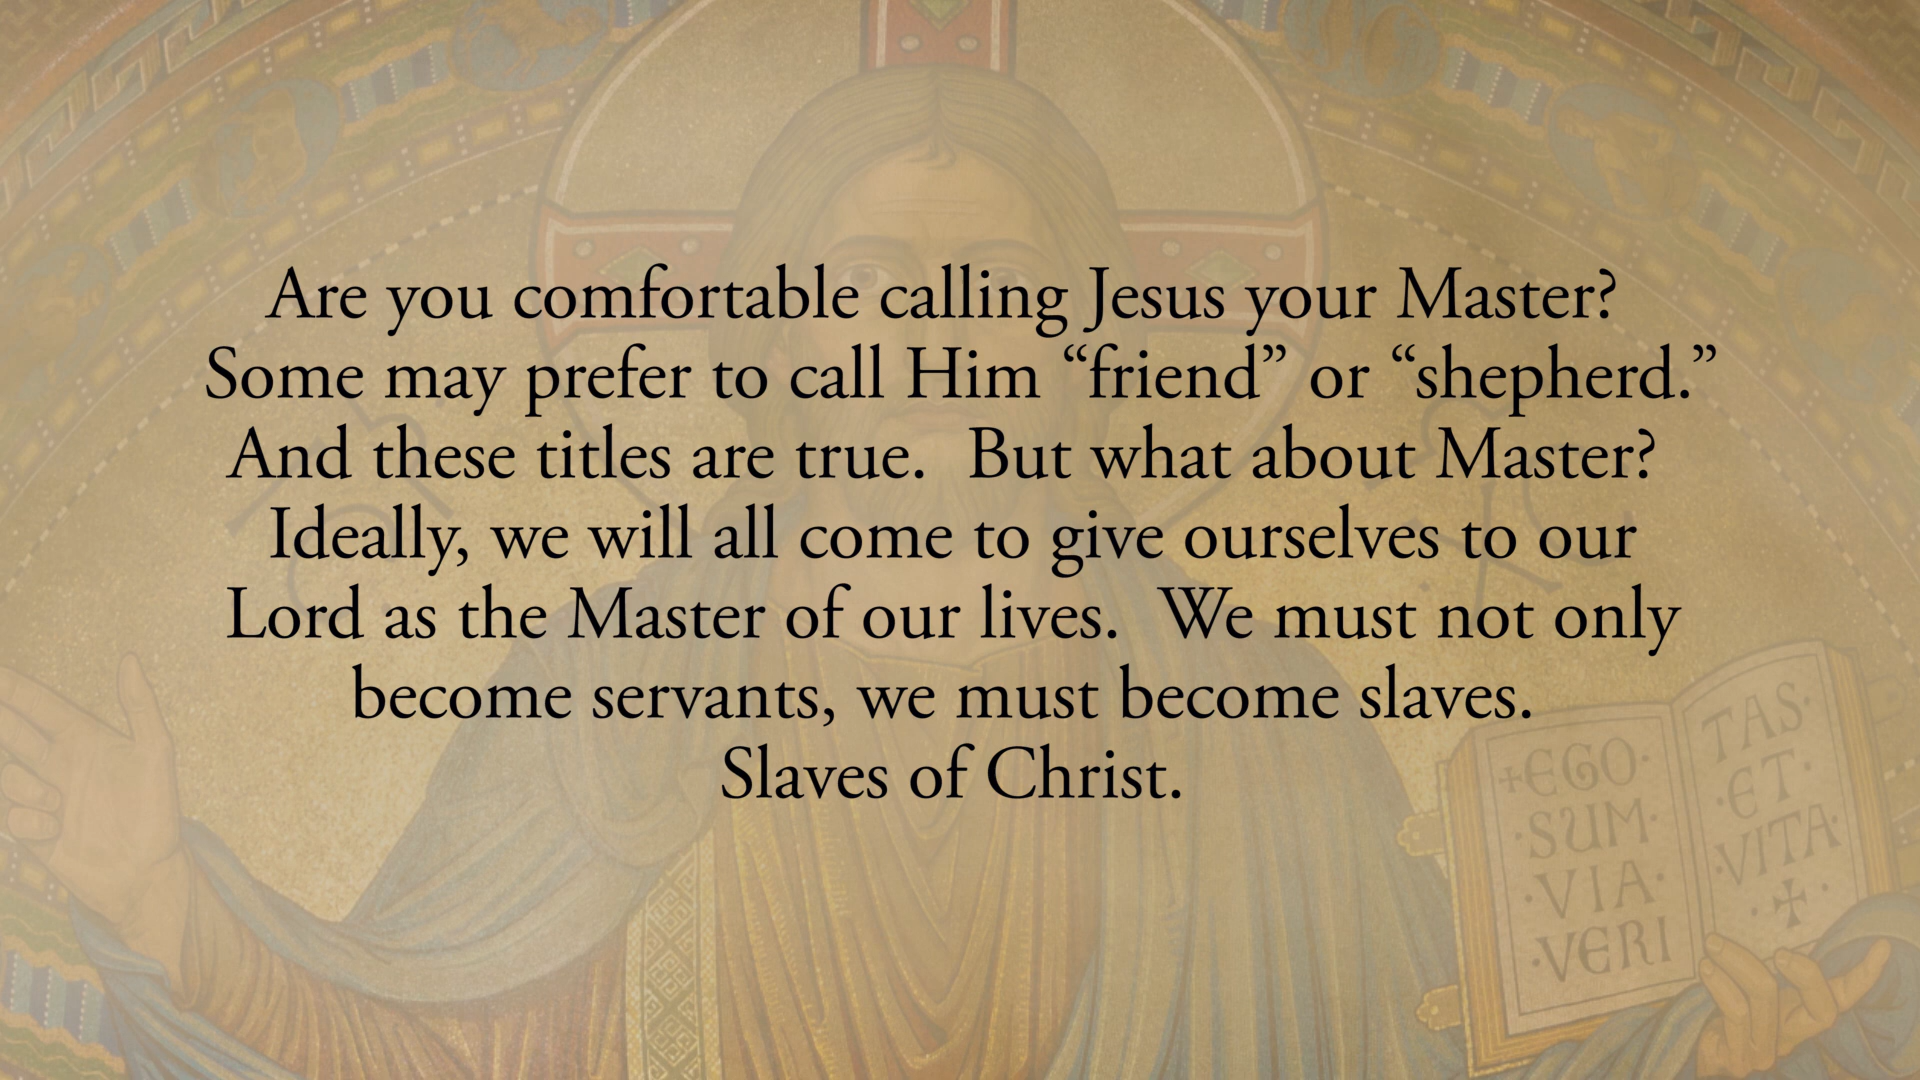 Are you comfortable calling Jesus your Master?
Some may prefer to call Him “friend” or “shepherd.”
And these titles are true.  But what about Master?
Ideally, we will all come to give ourselves to our
Lord as the Master of our lives.  We must not only
become servants, we must become slaves.
Slaves of Christ.
+EGO·
·SUM·
·VIA·
·VERI
TAS·
·ET·
·VITA·
·+·